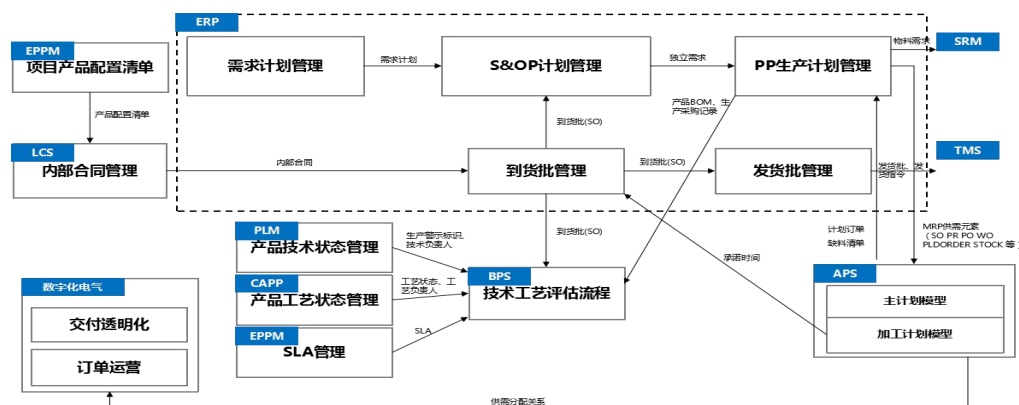 ERP
EPPM
项目产品配置清单
需求计划管理
需求计划
S&OP计划管理
独立需求
PP生产计划管理
物料需求
SRM
产品配置清单
产品BOM、生
产采购记录
到货批(SO)
LCS
内部合同管理
内部合同
到货批管理
到货批(SO)
发货批管理
发货批、发
货指令
TMS
到货批(SO)
PLM
产品技术状态管理
生产警示标识,
技术负责人
计划订单
缺料清单
MRP供需元素
（SO PR PO WO
PLDORDER STOCK 等）
承诺时间
CAPP
产品工艺状态管理
工艺状态、工
艺负责人
BPS
技术工艺评估流程
APS
主计划模型
加工计划模型
数字化电气
交付透明化
订单运营
EPPM
SLA管理
SLA
供需分配关系